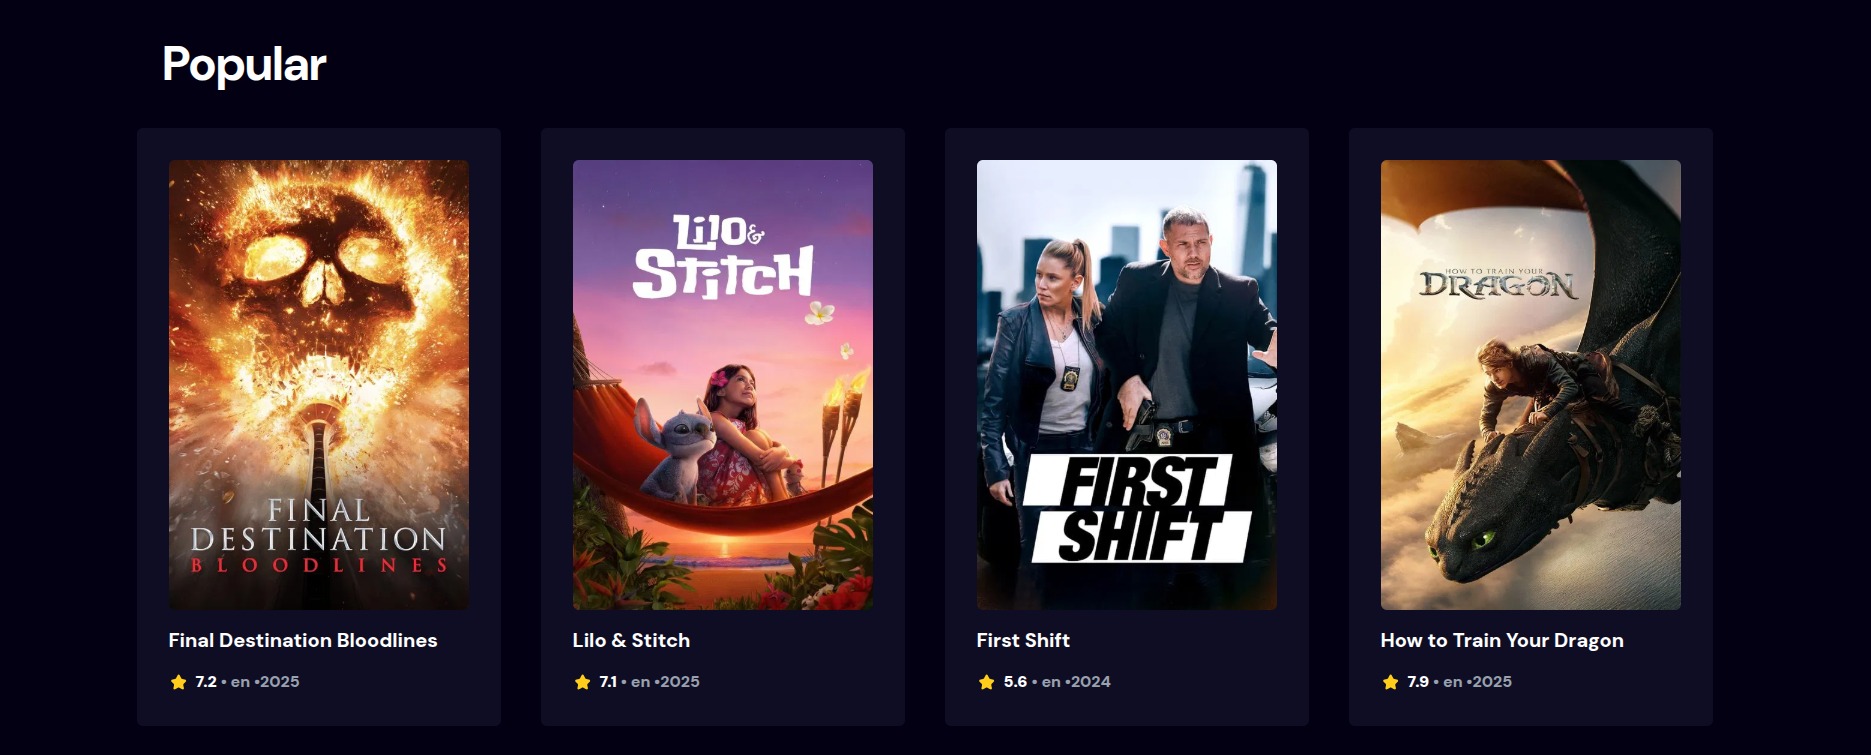 Popular
FINAL
DESTINATION
BLOODLINES
Final Destination Bloodlines
7.2 • en •2025
Lilo &
Stitch
Lilo & Stitch
7.1 • en •2025
FIRST
SHIFT
First Shift
5.6 • en •2024
HOW TO TRAIN YOUR
DRAGON
How to Train Your Dragon
7.9 • en •2025